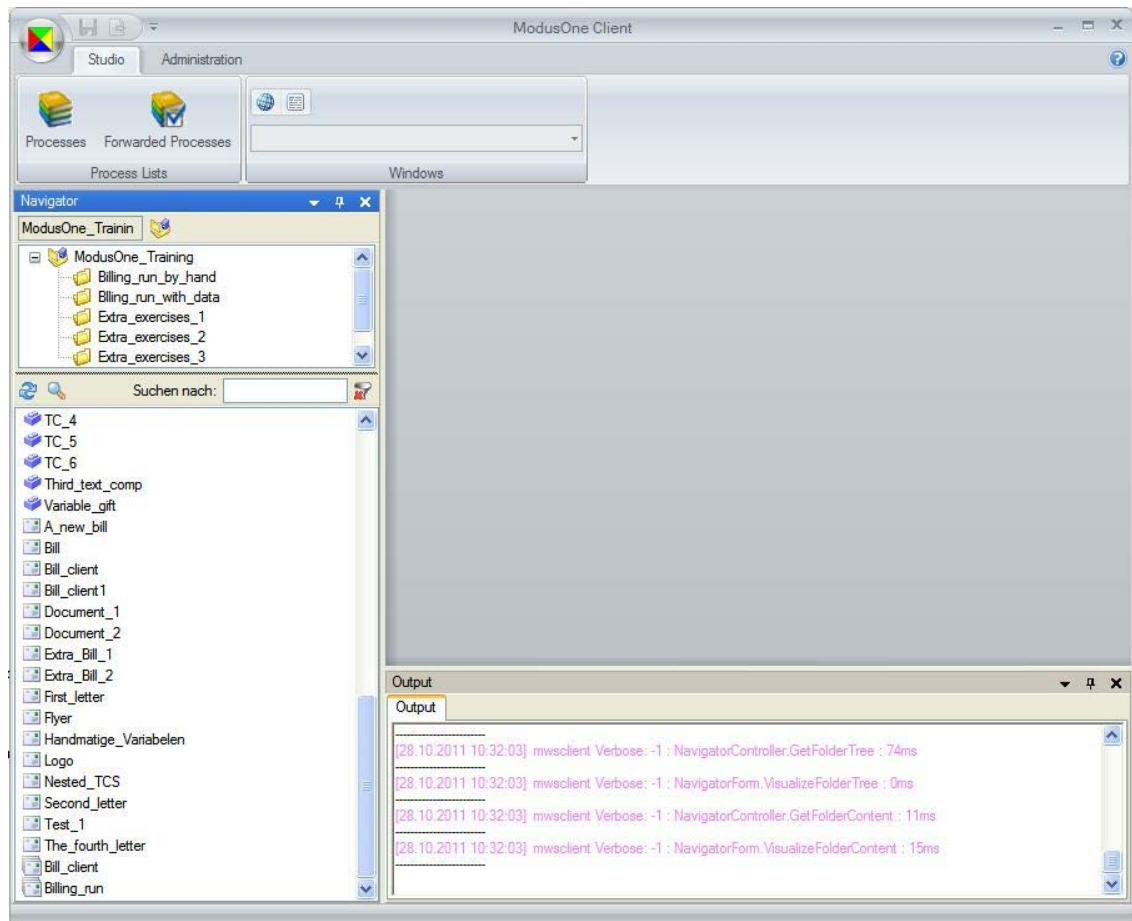 ModusOne Client
Studio Administration
Processes Forwarded Processes
Process Lists Windows
Navigator
ModusOne_Trainin
ModusOne_Training
Billing_run_by_hand
Blling_run_with_data
Extra_exercises_1
Extra_exercises_2
Extra_exercises_3
Suchen nach:
TC_4
TC_5
TC_6
Third_text_comp
Variable_gift
A_new_bill
Bill
Bill_client
Bill_client1
Document_1
Document_2
Extra_Bill_1
Extra_Bill_2
First_letter
Flyer
Handmatige_Variabelen
Logo
Nested_TCS
Second_letter
Test_1
The_fourth_letter
Bill_client
Billing_run
Output
Output
------------------------
[28.10.2011 10:32:03] mwsclient Verbose: -1 : NavigatorController.GetFolderTree : 74ms
------------------------
[28.10.2011 10:32:03] mwsclient Verbose: -1 : NavigatorForm.VisualizeFolderTree : 0ms
------------------------
[28.10.2011 10:32:03] mwsclient Verbose: -1 : NavigatorController.GetFolderContent : 11ms
------------------------
[28.10.2011 10:32:03] mwsclient Verbose: -1 : NavigatorForm.VisualizeFolderContent : 15ms
------------------------